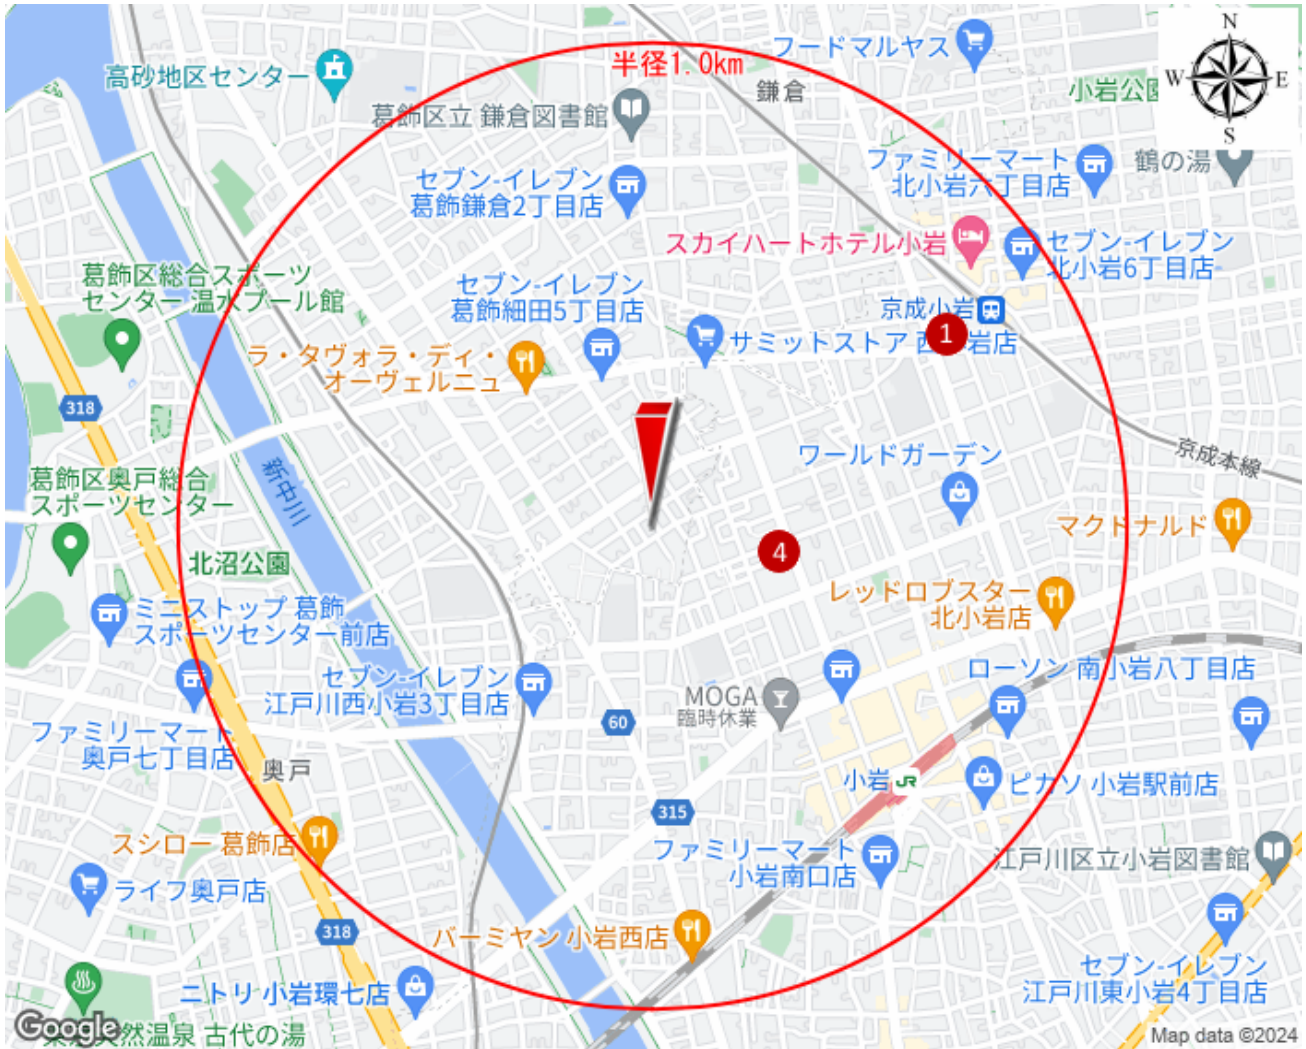 半径1.0km
フードマルヤス
N
W
E
S
高砂地区センター
鎌倉
小岩公園
葛飾区立 鎌倉図書館
ファミリーマート
北小岩六丁目店
鶴の湯
セブン-イレブン
葛飾鎌倉2丁目店
スカイハートホテル小岩
セブン-イレブン
北小岩6丁目店
葛飾区総合スポーツ
センター 温水プール館
セブン-イレブン
葛飾細田5丁目店
京成小岩
1
サミットストア 西
岩店
ラ・タヴォラ・ディ・
オーヴェルニュ
318
葛飾区奥戸総合
スポーツセンター
新中川
ワールドガーデン
京成本線
マクドナルド
4
北沼公園
レッドロブスター
北小岩店
ミニストップ 葛飾
スポーツセンター前店
セブン-イレブン
江戸川西小岩3丁目店
MOGA
臨時休業
ローソン 南小岩八丁目店
60
ファミリーマート
奥戸七丁目店
奥戸
小岩
JR
ピカソ 小岩駅前店
315
スシロー 葛飾店
ファミリーマート
小岩南口店
江戸川区立小岩図書館
ライフ奥戸店
318
バーミヤン 小岩西店
セブン-イレブン
江戸川東小岩4丁目店
ニトリ 小岩環七店
Google
天然温泉 古代の湯
Map data ©2024